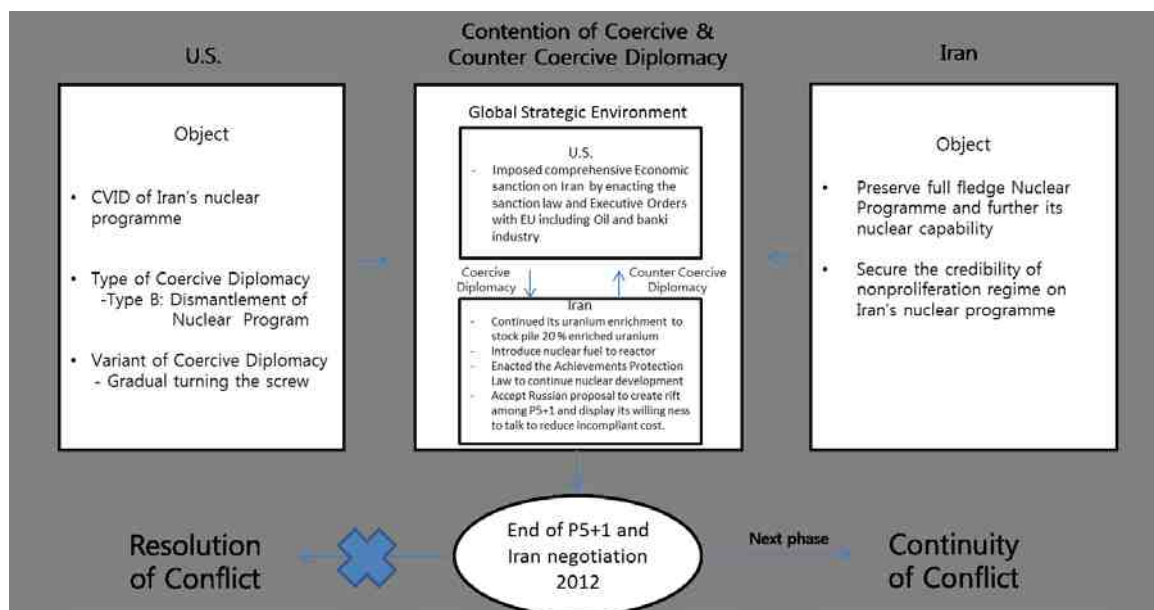 U.S.
Contention of Coercive &
Counter Coercive Diplomacy
Iran
Object
• CVID of Iran's nuclear
programme
• Type of Coercive Diplomacy
-Type B: Dismantlement of
Nuclear Program
• Variant of Coercive Diplomacy
- Gradual turning the screw
Global Strategic Environment
U.S.
- Imposed comprehensive Economic
sanction on Iran by enacting the
sanction law and Executive Orders
with EU including Oil and banki
industry
Coercive
Diplomacy
Counter Coercive
Diplomacy
Iran
- Continued its uranium enrichment to
stock pile 20% enriched uranium
- Introduce nuclear fuel to reactor
- Enacted the Achievements Protection
Law to continue nuclear development
- Accept Russian proposal to create rift
among P5+1 and display its willing ness
to talk to reduce incompliant cost.
Object
• Preserve full fledge Nuclear
Programme and further its
nuclear capability
• Secure the credibility of
nonproliferation regime on
Iran's nuclear programme
Resolution
of Conflict
End of P5+1 and
Iran negotiation
2012
Next phase
Continuity
of Conflict